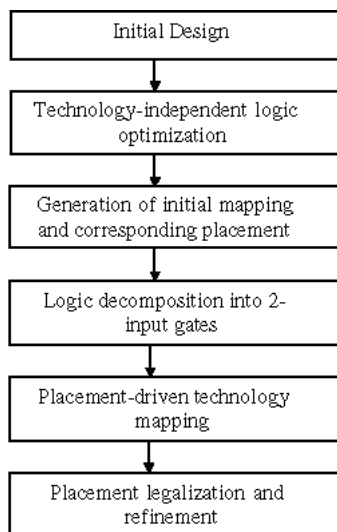 Initial Design
Technology-independent logic
optimization
Generation of initial mapping
and corresponding placement
Logic decomposition into 2-
input gates
Placement-driven technology
mapping
Placement legalization and
refinement